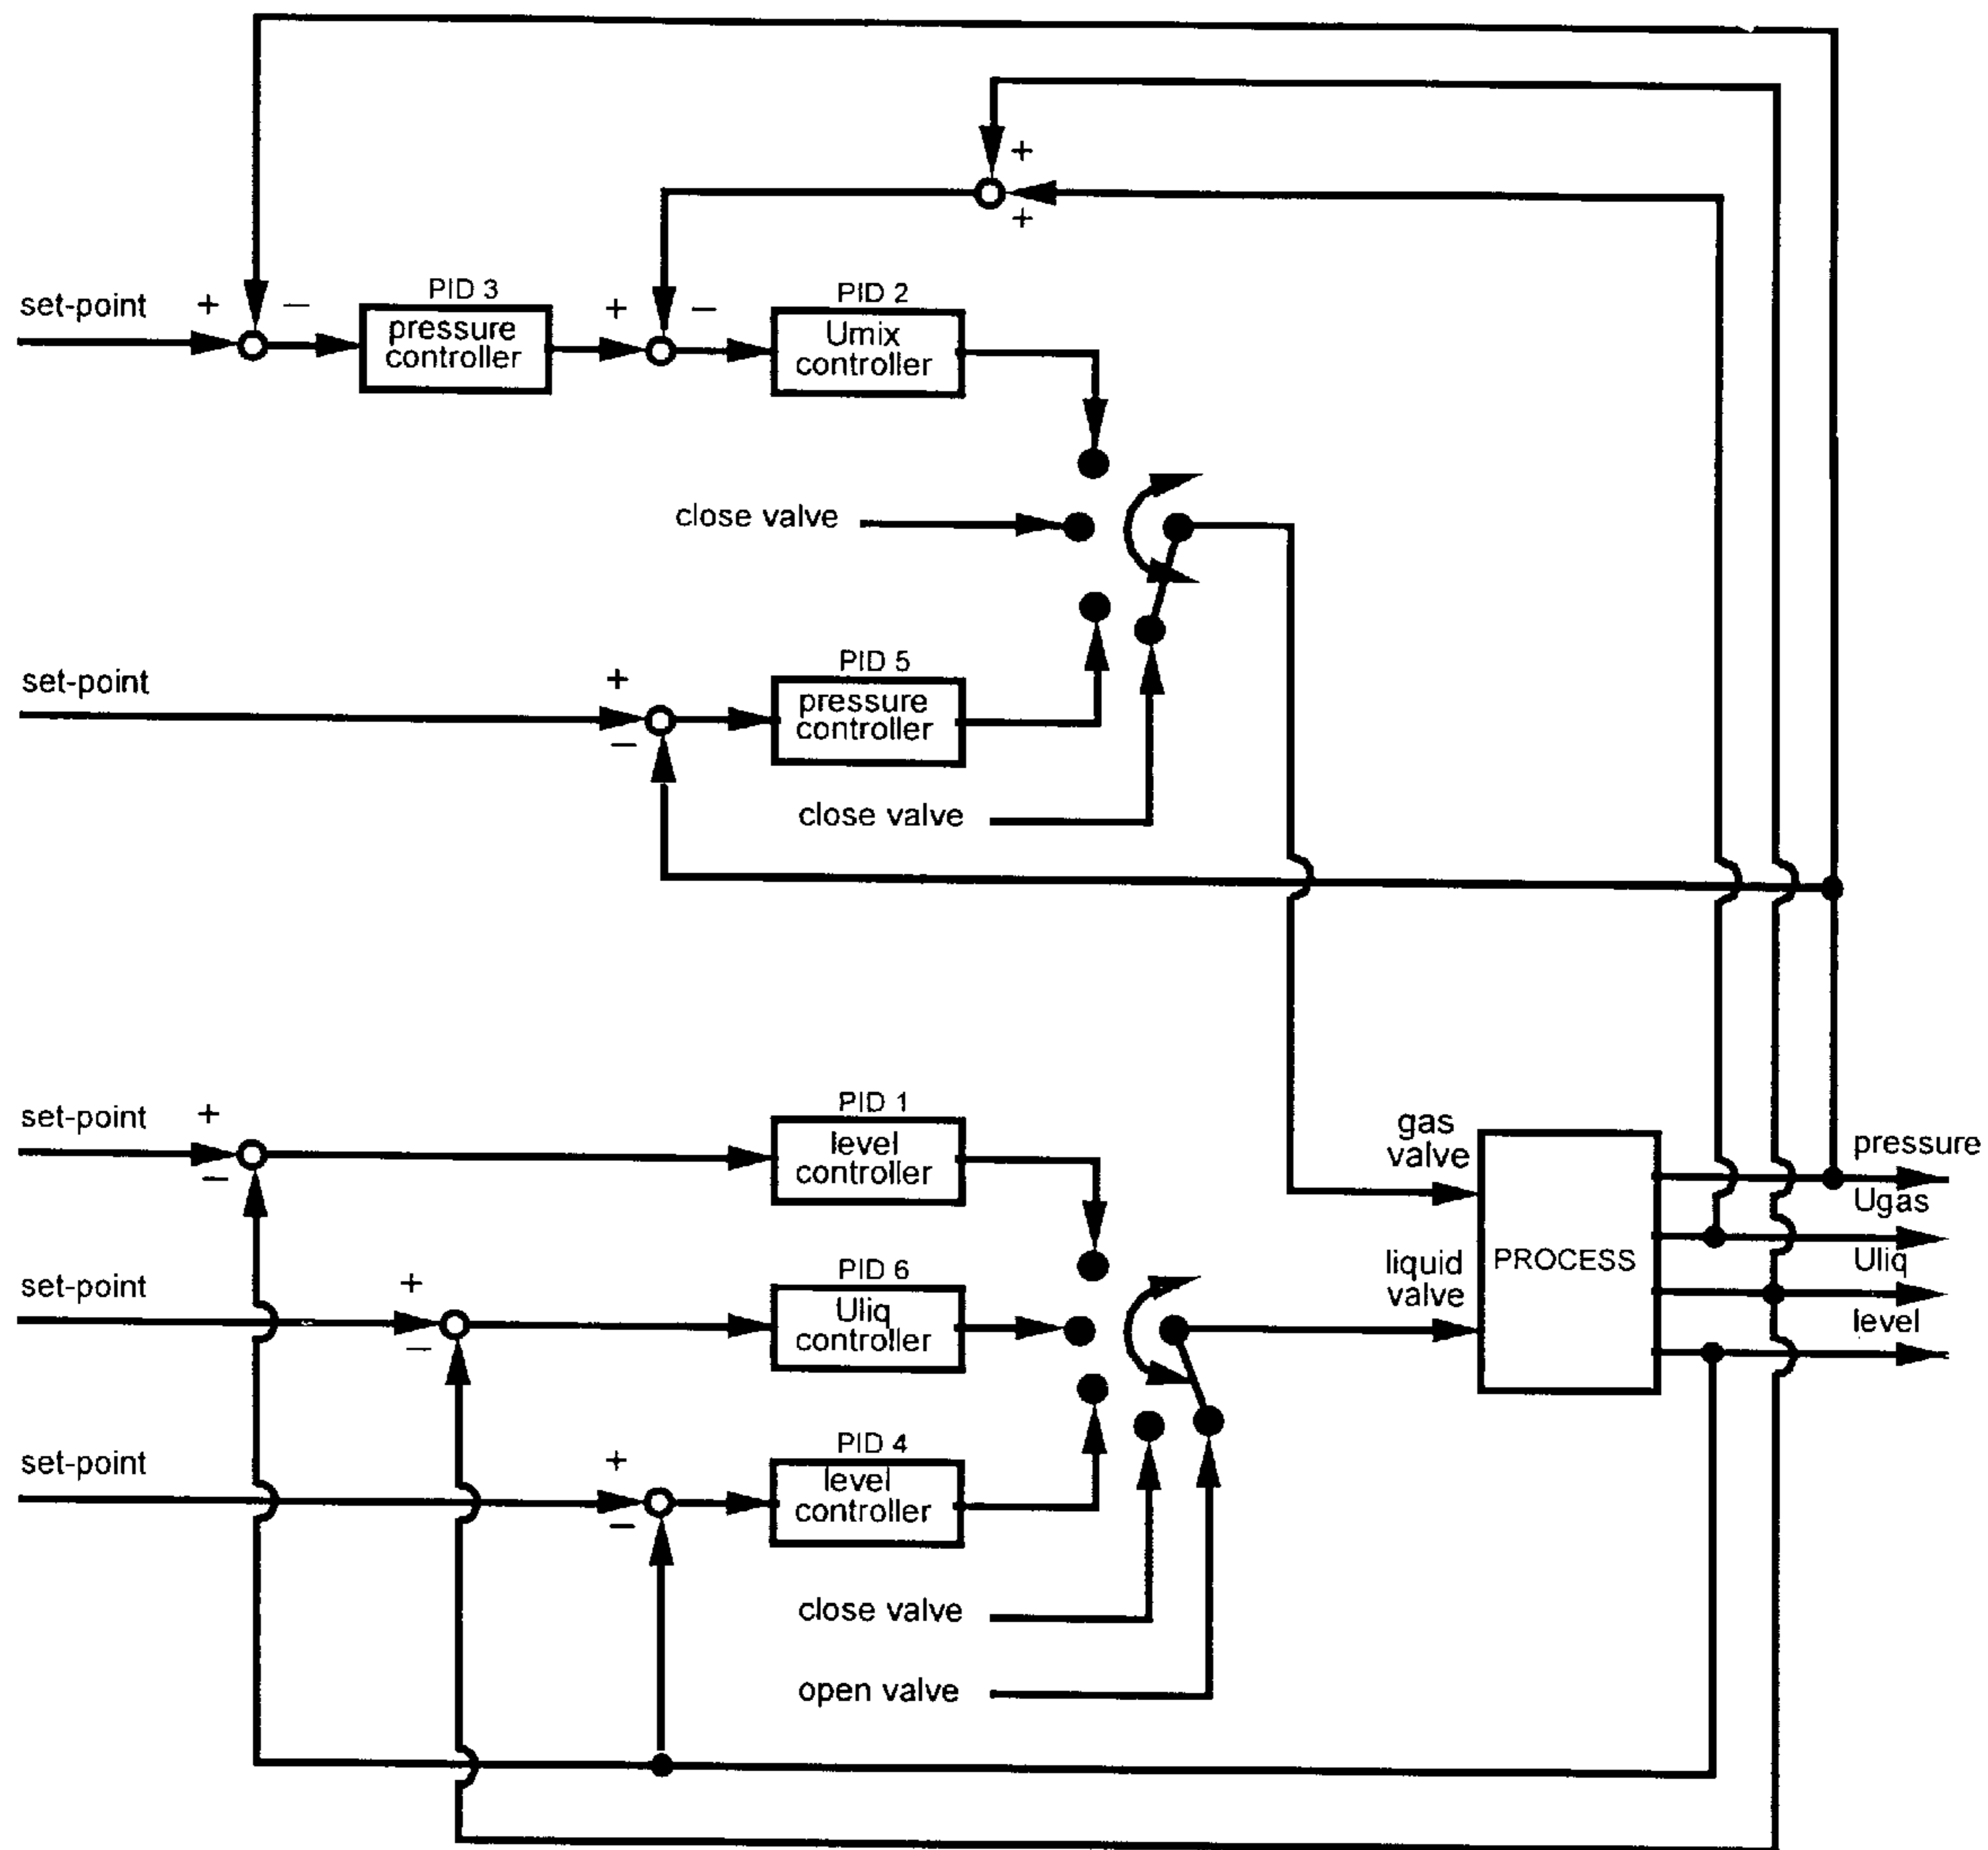 +
+
PID 3
PID 2
set-point
+
−
pressure
controller
+
−
Umix
controller
close valve
PID 5
set-point
+
−
pressure
controller
close valve
PID 1
set-point
+
−
level
controller
gas
valve
pressure
Ugas
PID 6
set-point
+
−
Uliq
controller
liquid
valve
PROCESS
Uliq
level
PID 4
set-point
+
−
level
controller
close valve
open valve